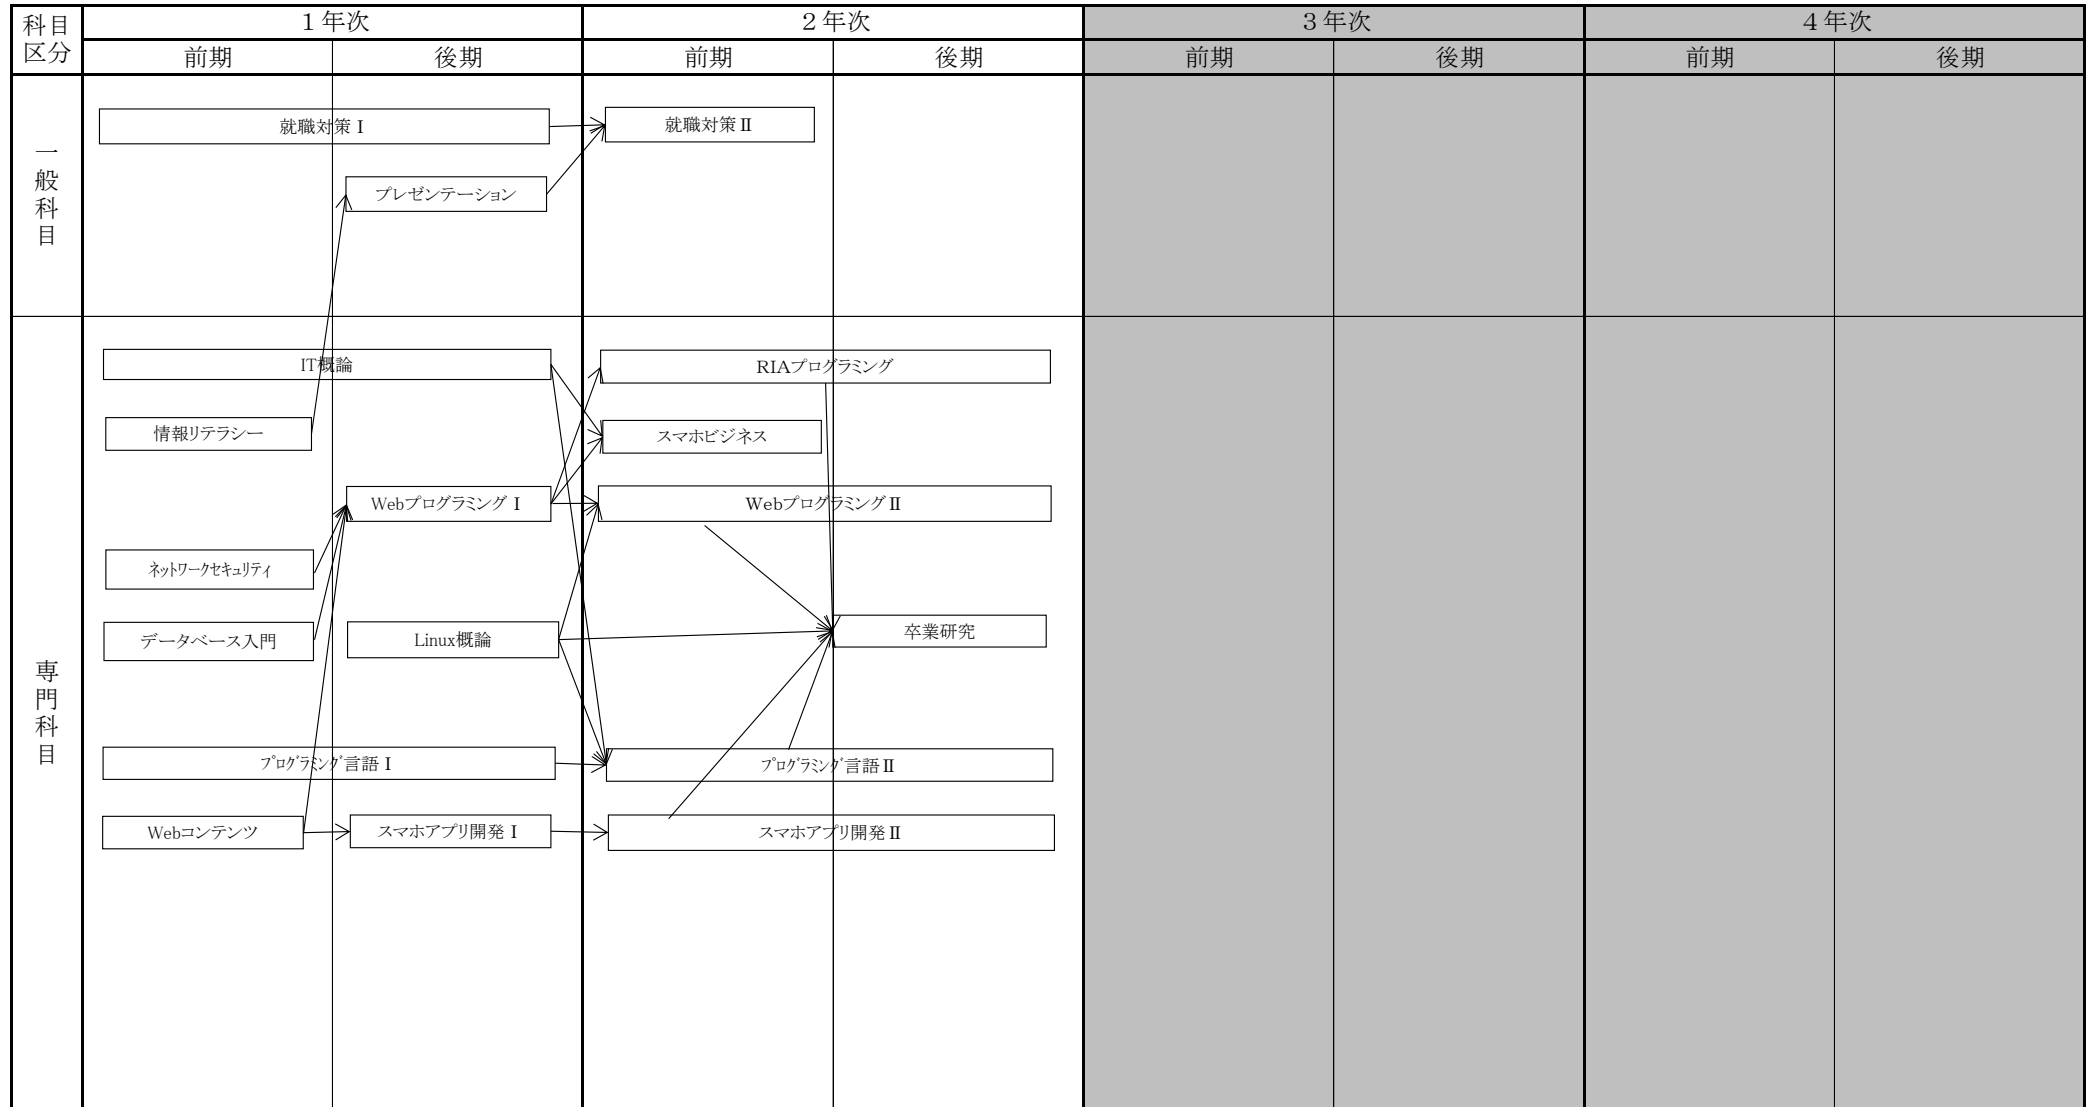 科目
区分
１年次
２年次
３年次
４年次
前期
後期
前期
後期
前期
後期
前期
後期
一般科目
就職対策Ⅰ
就職対策Ⅱ
プレゼンテーション
専門科目
IT概論
RIAプログラミング
情報リテラシー
スマホビジネス
WebプログラミングⅠ
WebプログラミングⅡ
ネットワークセキュリティ
データベース入門
Linux概論
卒業研究
ﾌﾟﾛｸﾞﾗﾐﾝｸﾞ言語Ⅰ
ﾌﾟﾛｸﾞﾗﾐﾝｸﾞ言語Ⅱ
Webコンテンツ
スマホアプリ開発Ⅰ
スマホアプリ開発Ⅱ